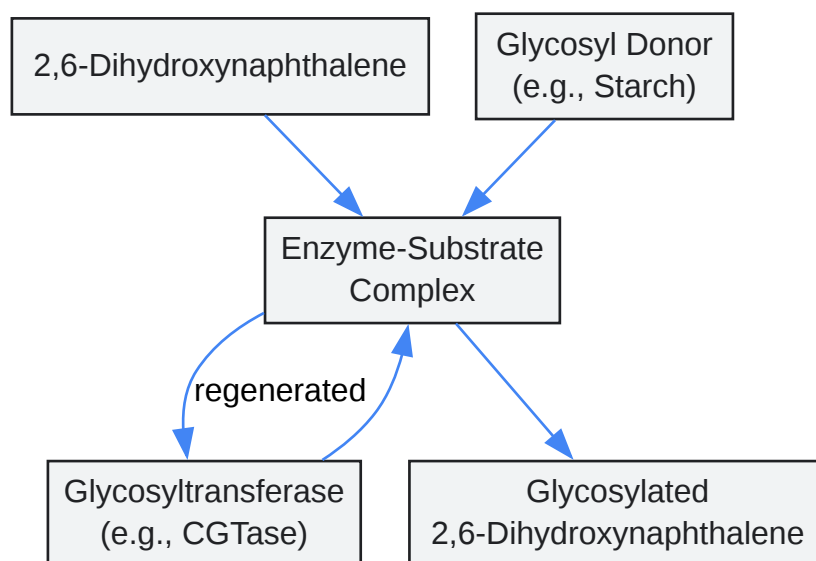 2,6-Dihydroxynaphthalene
Glycosyl Donor
(e.g., Starch)
Enzyme-Substrate
Complex
regenerated
Glycosyltransferase
(e.g., CGTase)
Glycosylated
2,6-Dihydroxynaphthalene